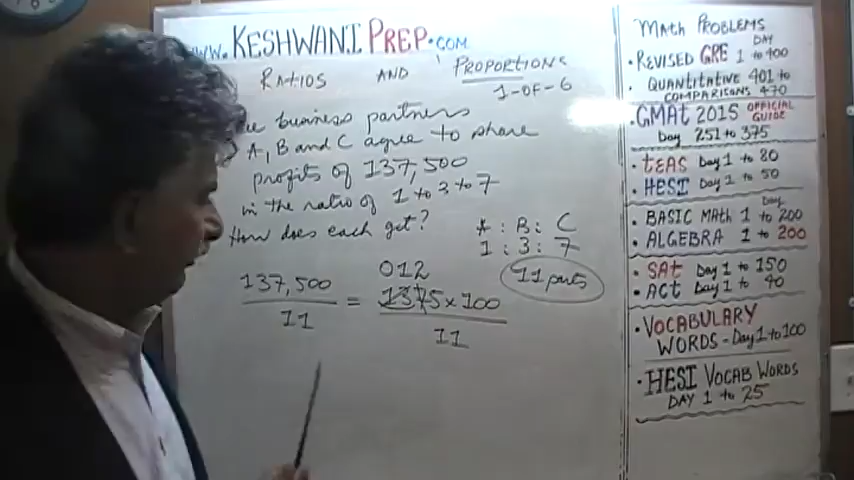 www.KESHWANI PREP.COM
RATIOS AND PROPORTIONS
1-OF-6
business partners
A, B and C agree to share
profits of 137,500
in the ratio of 1 to 3 to 7
How does each get?
A : B : C
1 : 3 : 7
11 parts
012
137,500 = 1375 x 100
11 11
Math PROBLEMS
DAY
• REVISED GRE 1 to 400
• QUANTITATIVE 401 to
COMPARISONS 470
• GMAt 2015 OFFICIAL GUIDE
Day 251 to 375
• tEAS Day 1 to 80
• HESI Day 1 to 50
Day
• BASIC MAth 1 to 200
• ALGEBRA 1 to 200
• SAt Day 1 to 150
• ACt Day 1 to 40
• VOCABULARY
WORDS - Day 1 to 100
• HESI VOCAB WORDS
DAY 1 to 25